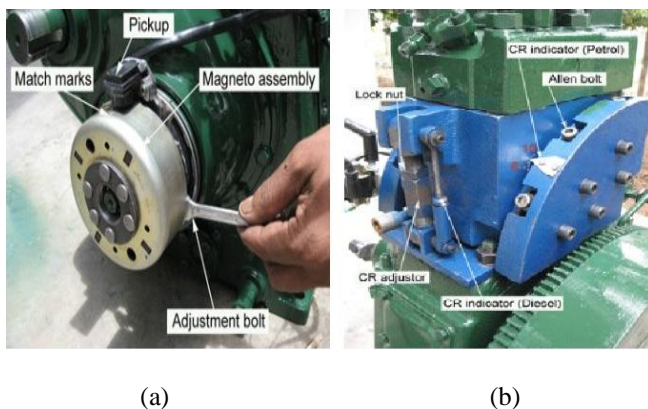 Pickup
Match marks
Magneto assembly
Adjustment bolt
CR indicator (Petrol)
Allen bolt
Lock nut
CR adjustor
CR indicator (Diesel)
(a)
(b)